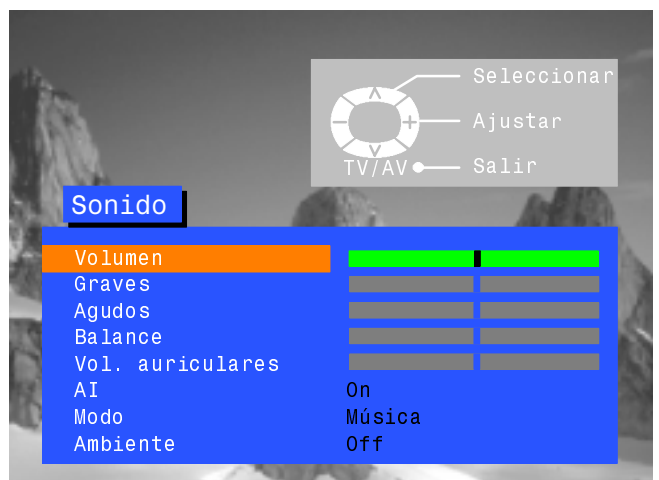 Seleccionar
Ajustar
TV/AV Salir
Sonido
Volumen
Graves
Agudos
Balance
Vol. auriculares
AI On
Modo Música
Ambiente Off